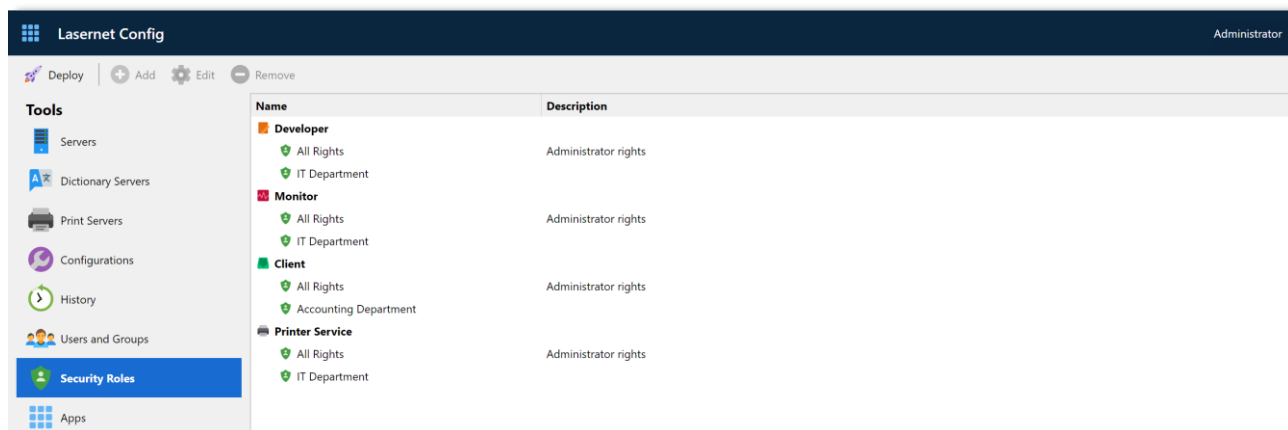 Lasernet Config
Administrator
Deploy Add Edit Remove
Tools
Servers
Dictionary Servers
Print Servers
Configurations
History
Users and Groups
Security Roles
Apps
Name Description
Developer
All Rights Administrator rights
IT Department
Monitor
All Rights Administrator rights
IT Department
Client
All Rights Administrator rights
Accounting Department
Printer Service
All Rights Administrator rights
IT Department